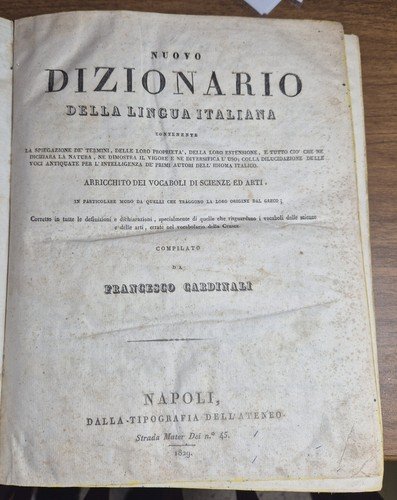 NUOVO
DIZIONARIO
DELLA LINGUA ITALIANA
CONTENENTE
LA SPIEGAZIONE DE' TERMINI, DELLE LORO PROPRIETA', DELLA LORO ESTENSIONE, E TUTTO CIO' CHE NE
DICHIARA LA NATURA, NE DIMOSTRA IL VIGORE E NE DIVERSIFICA L'USO; COLLA DILUCIDAZIONE DELLE
VOCI ANTIQUATE PER L'INTELLIGENZA DE PRIMI AUTORI DELL'IDIOMA ITALICO.
ARRICCHITO DEI VOCABOLI DI SCIENZE ED ARTI,
IN PARTICOLARE MODO DA QUELLI CHE TRAGGONO LA LORO ORIGINE DAL GRECO;
Corretto in tutte le definizioni e dichiarazioni, specialmente di quelle che risguardano i vocaboli delle scienze
e delle arti, errate nel vocabolario della Crusca.
COMPILATO
DA
FRANCESCO CARDINALI
NAPOLI,
DALLA TIPOGRAFIA DELL'ATENEO
Strada Mater Dei n.° 45.
1829.